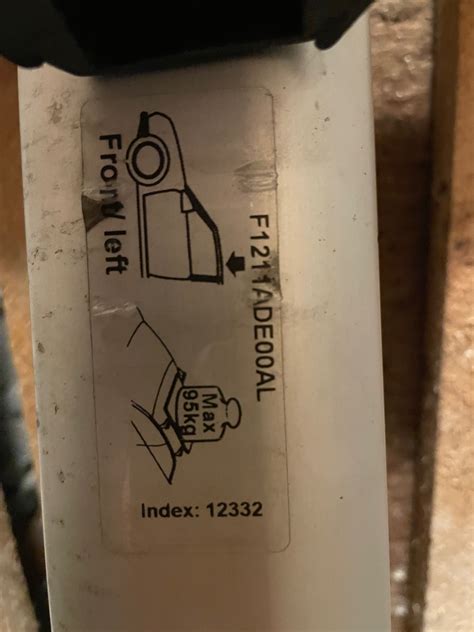 F1211ADE00AL
Front/ left
Max
95kg
Index: 12332